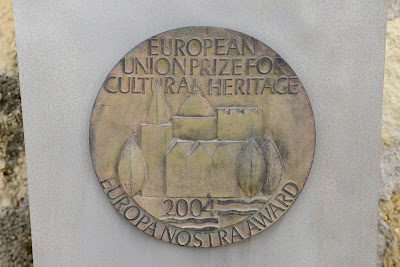 EUROPEAN
UNION PRIZE FOR
CULTURAL HERITAGE
2004
EUROPA NOSTRA AWARD